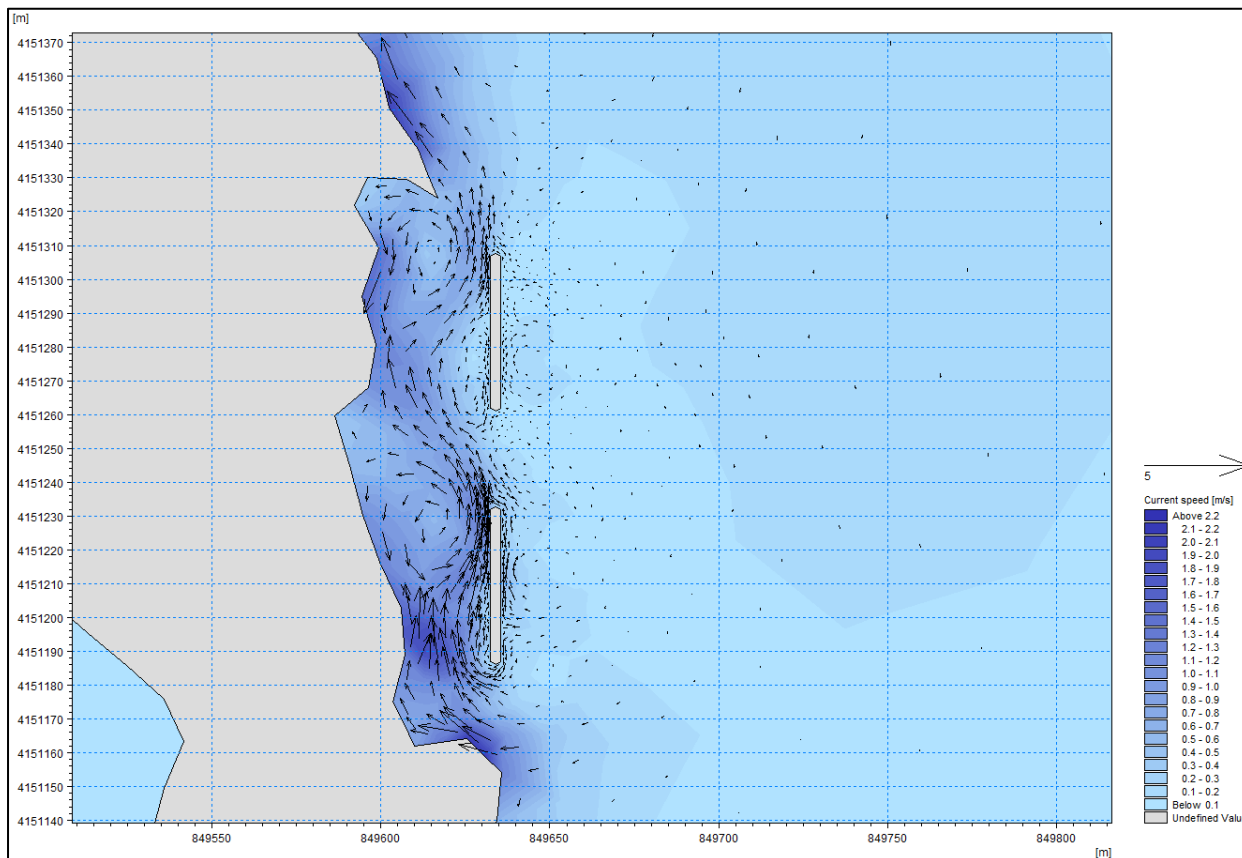 [m]
4151370
4151360
4151350
4151340
4151330
4151320
4151310
4151300
4151290
4151280
4151270
4151260
4151250
4151240
4151230
4151220
4151210
4151200
4151190
4151180
4151170
4151160
4151150
4151140
849550
849600
849650
849700
849750
849800
[m]
5
Current speed [m/s]
Above 2.2
2.1 - 2.2
2.0 - 2.1
1.9 - 2.0
1.8 - 1.9
1.7 - 1.8
1.6 - 1.7
1.5 - 1.6
1.4 - 1.5
1.3 - 1.4
1.2 - 1.3
1.1 - 1.2
1.0 - 1.1
0.9 - 1.0
0.8 - 0.9
0.7 - 0.8
0.6 - 0.7
0.5 - 0.6
0.4 - 0.5
0.3 - 0.4
0.2 - 0.3
0.1 - 0.2
Below 0.1
Undefined Valu